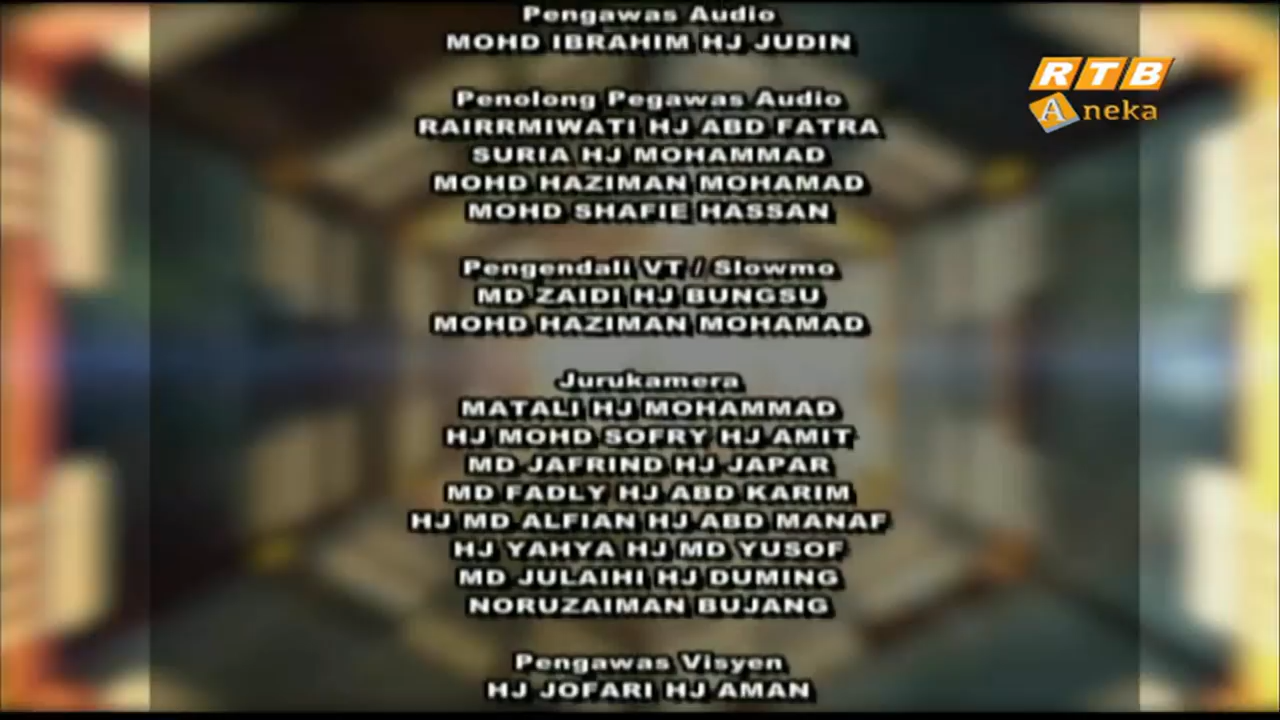 Pengawas Audio
MOHD IBRAHIM HJ JUDIN
RTB
Aneka
Penolong Pegawas Audio
RAIRRMIWATI HJ ABD FATRA
SURIA HJ MOHAMMAD
MOHD HAZIMAN MOHAMAD
MOHD SHAFIE HASSAN
Pengendali VT / Slowmo
MD ZAIDI HJ BUNGSU
MOHD HAZIMAN MOHAMAD
Jurukamera
MATALI HJ MOHAMMAD
HJ MOHD SOFRY HJ AMIT
MD JAFRIND HJ JAPAR
MD FADLY HJ ABD KARIM
HJ MD ALFIAN HJ ABD MANAF
HJ YAHYA HJ MD YUSOF
MD JULAIHI HJ DUMING
NORUZAIMAN BUJANG
Pengawas Visyen
HJ JOFARI HJ AMAN